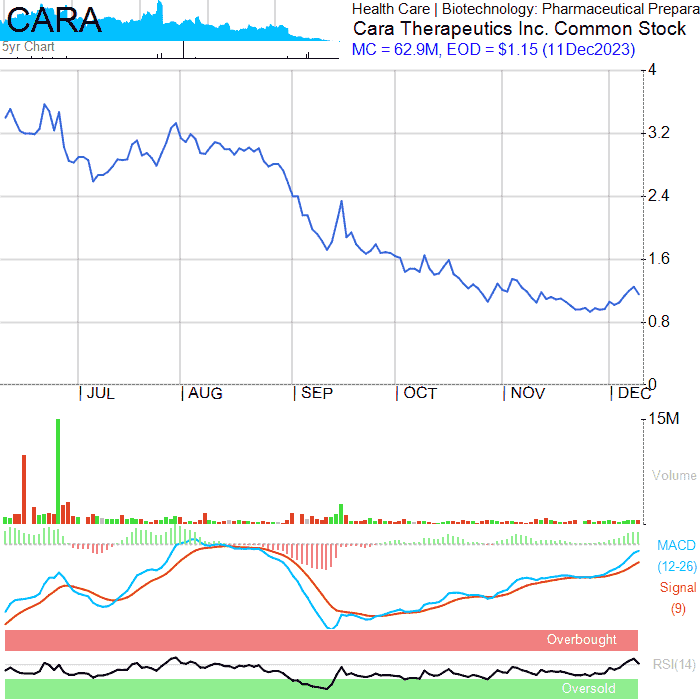 CARA
5yr Chart
Health Care | Biotechnology: Pharmaceutical Prepara
Cara Therapeutics Inc. Common Stock
MC = 62.9M, EOD = $1.15 (11Dec2023)
4
3.2
2.4
1.6
0.8
0
JUL AUG SEP OCT NOV DEC
15M
Volume
MACD
(12-26)
Signal
(9)
Overbought
RSI(14)
Oversold